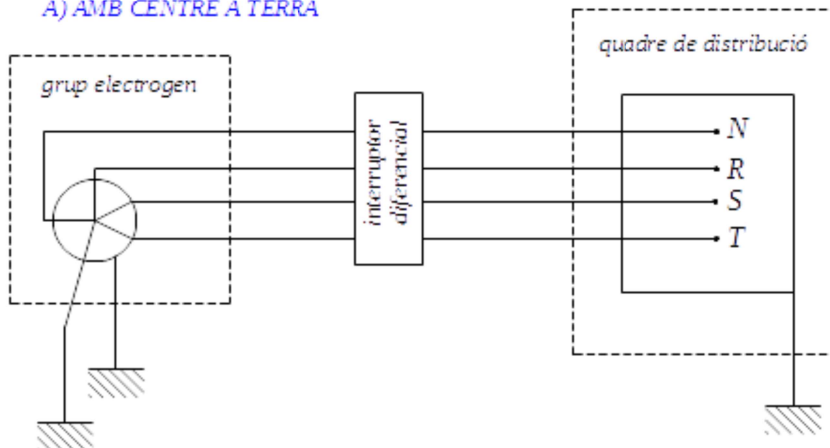 A) AMB CENTRE A TERRA
quadre de distribució
grup electrogen
interruptor
diferencial
N
R
S
T